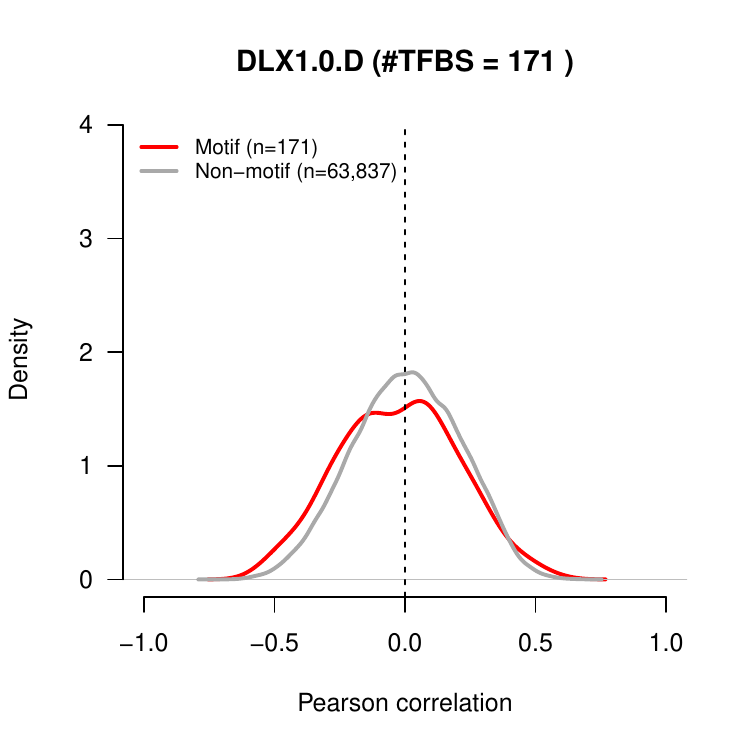 DLX1.0.D (#TFBS = 171 )
4
3
2
1
0
Density
Motif (n=171)
Non−motif (n=63,837)
−1.0 −0.5 0.0 0.5 1.0
Pearson correlation